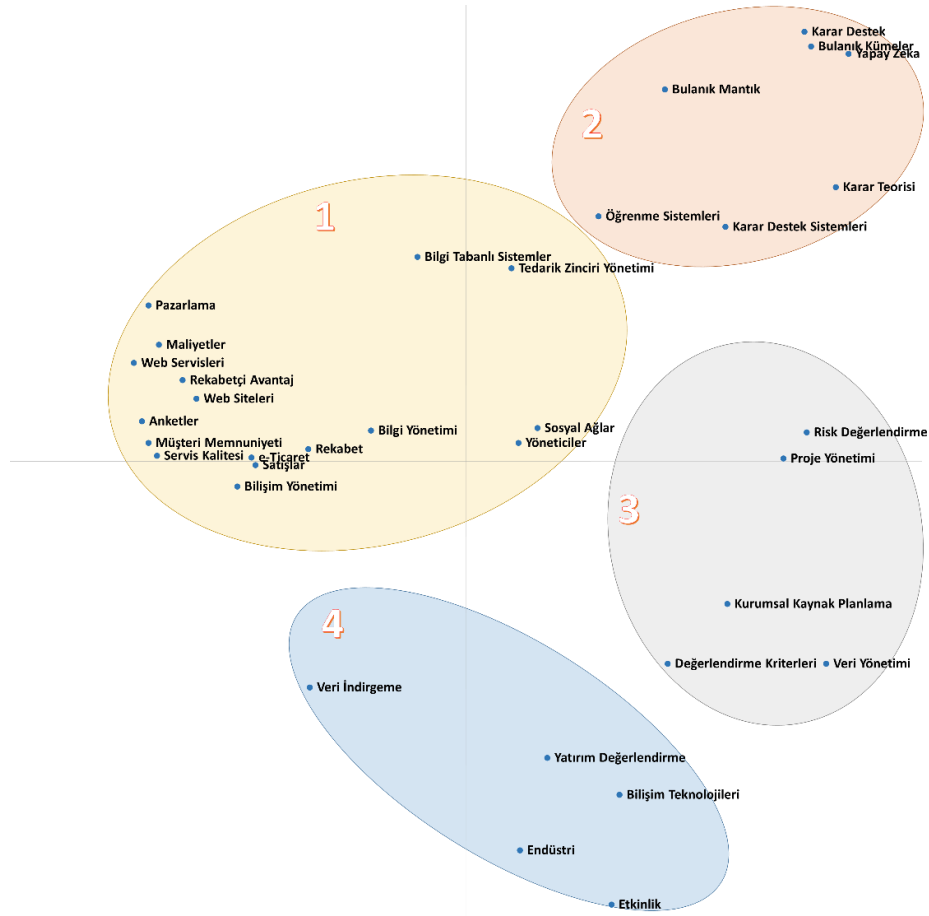 Karar Destek
Bulanık Kümeler
Yapay Zeka
Bulanık Mantık
2
Karar Teorisi
Öğrenme Sistemleri
Karar Destek Sistemleri
1
Bilgi Tabanlı Sistemler
Tedarik Zinciri Yönetimi
Pazarlama
Maliyetler
Web Servisleri
Rekabetçi Avantaj
Web Siteleri
Anketler
Bilgi Yönetimi
Sosyal Ağlar
Müşteri Memnuniyeti
Yöneticiler
Rekabet
Servis Kalitesi
e-Ticaret
Satışlar
Bilişim Yönetimi
Risk Değerlendirme
Proje Yönetimi
3
Kurumsal Kaynak Planlama
Değerlendirme Kriterleri
Veri Yönetimi
4
Veri İndirgeme
Yatırım Değerlendirme
Bilişim Teknolojileri
Endüstri
Etkinlik